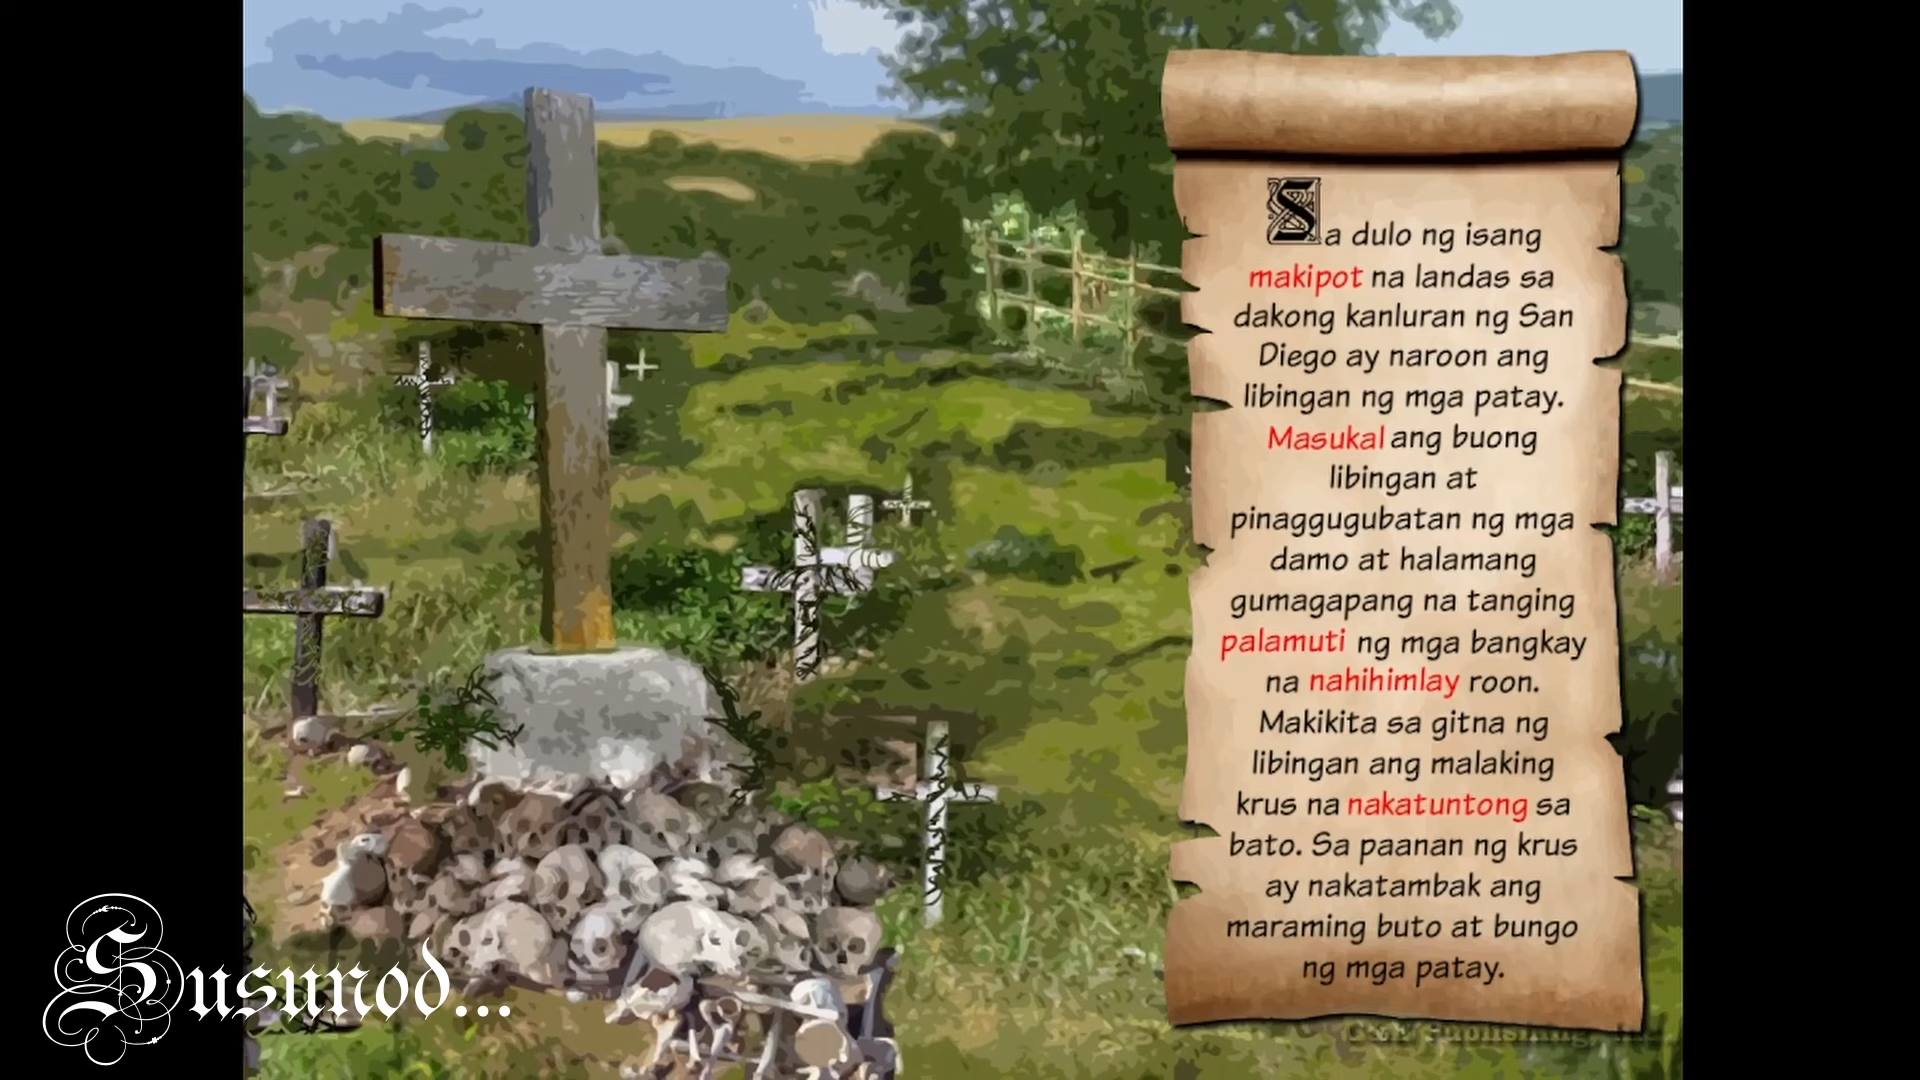 Sa dulo ng isang
makipot na landas sa
dakong kanluran ng San
Diego ay naroon ang
libingan ng mga patay.
Masukal ang buong
libingan at
pinaggugubatan ng mga
damo at halamang
gumagapang na tanging
palamuti ng mga bangkay
na nahihimlay roon.
Makikita sa gitna ng
libingan ang malaking
krus na nakatuntong sa
bato. Sa paanan ng krus
ay nakatambak ang
maraming buto at bungo
ng mga patay.
Susunod...